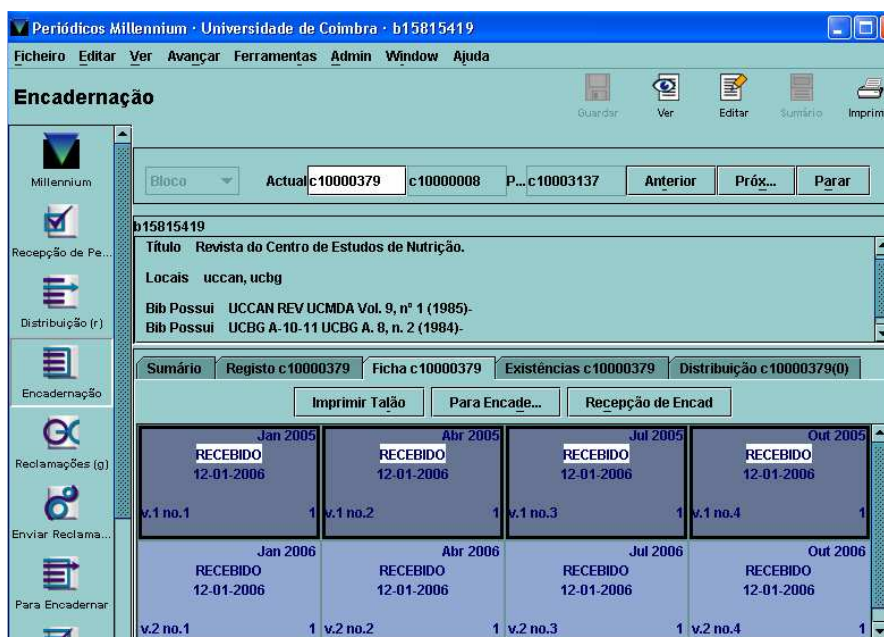 Periódicos Millennium · Universidade de Coimbra · b15815419
Ficheiro Editar Ver Avançar Ferramentas Admin Window Ajuda
Encadernação
Guardar Ver Editar Sumário Imprim
Millennium
Recepção de Pe...
Distribuição (r)
Encadernação
Reclamações (g)
Enviar Reclama...
Para Encadernar
Bloco Actual c10000379 c10000008 P... c10003137 Anterior Próx... Parar
b15815419
Título Revista do Centro de Estudos de Nutrição.
Locais uccan, ucbg
Bib Possui UCCAN REV UCMDA Vol. 9, nº 1 (1985)-
Bib Possui UCBG A-10-11 UCBG A. 8, n. 2 (1984)-
Sumário Registo c10000379 Ficha c10000379 Existências c10000379 Distribuição c10000379(0)
Imprimir Talão Para Encade... Recepção de Encad
Jan 2005 Abr 2005 Jul 2005 Out 2005
RECEBIDO RECEBIDO RECEBIDO RECEBIDO
12-01-2006 12-01-2006 12-01-2006 12-01-2006
v.1 no.1 1 v.1 no.2 1 v.1 no.3 1 v.1 no.4 1
Jan 2006 Abr 2006 Jul 2006 Out 2006
RECEBIDO RECEBIDO RECEBIDO RECEBIDO
12-01-2006 12-01-2006 12-01-2006 12-01-2006
v.2 no.1 1 v.2 no.2 1 v.2 no.3 1 v.2 no.4 1